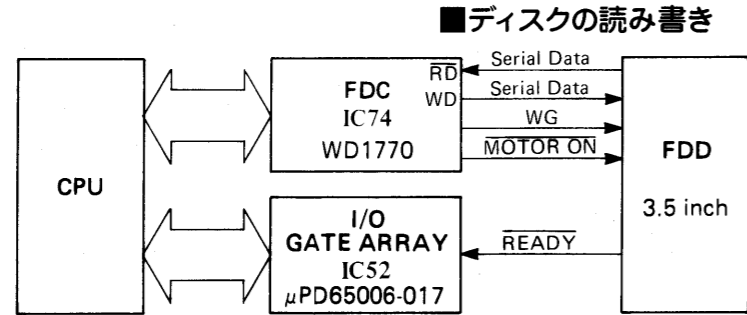 ■ディスクの読み書き
CPU
FDC
IC74
WD1770
RD
WD
Serial Data
Serial Data
WG
MOTOR ON
FDD
3.5 inch
I/O
GATE ARRAY
IC52
μPD65006-017
READY